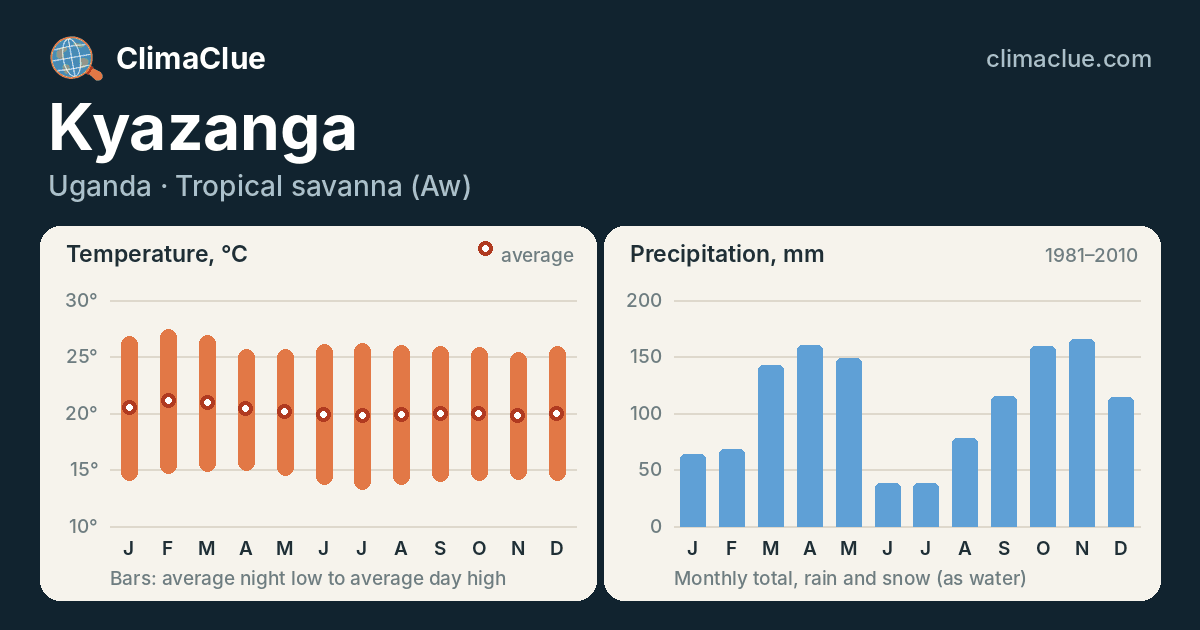 ClimaClue
climaclue.com
Kyazanga
Uganda · Tropical savanna (Aw)
Temperature, °C
average
30°
25°
20°
15°
10°
J F M A M J J A S O N D
Bars: average night low to average day high
Precipitation, mm
1981–2010
200
150
100
50
0
J F M A M J J A S O N D
Monthly total, rain and snow (as water)